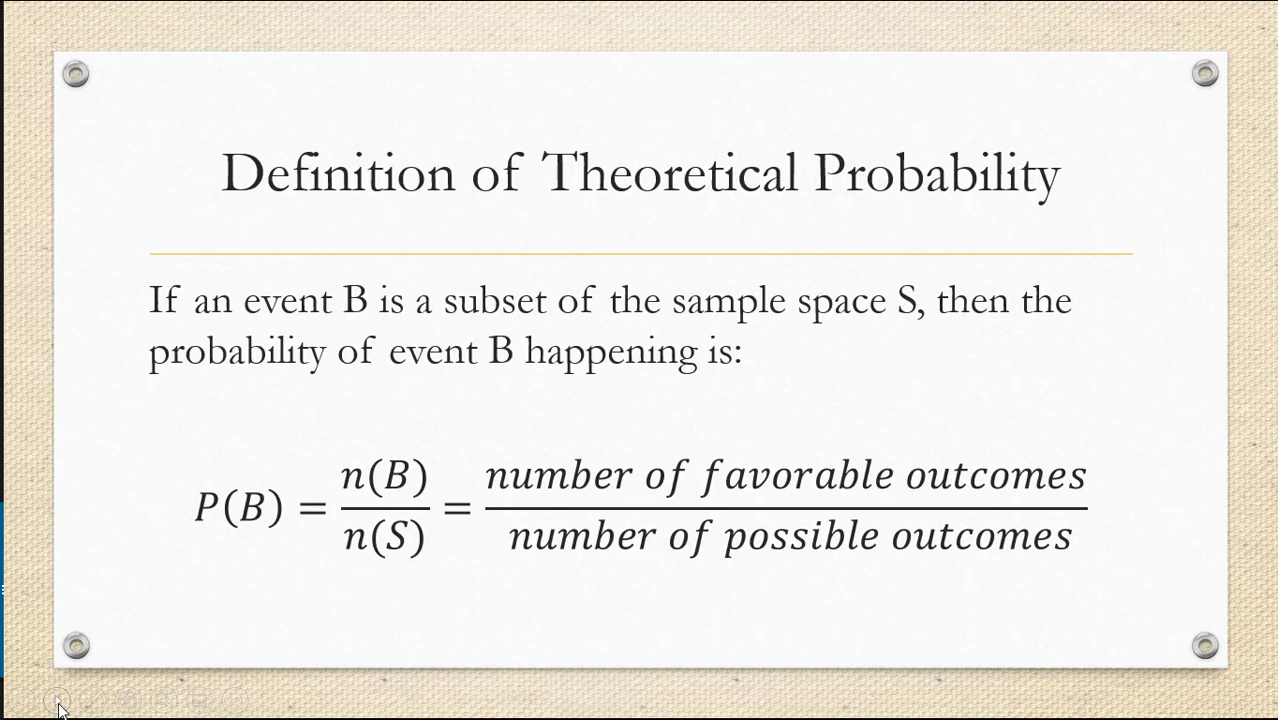 Definition of Theoretical Probability
If an event B is a subset of the sample space S, then the
probability of event B happening is:
P(B) = n(B)/n(S) = number of favorable outcomes/number of possible outcomes